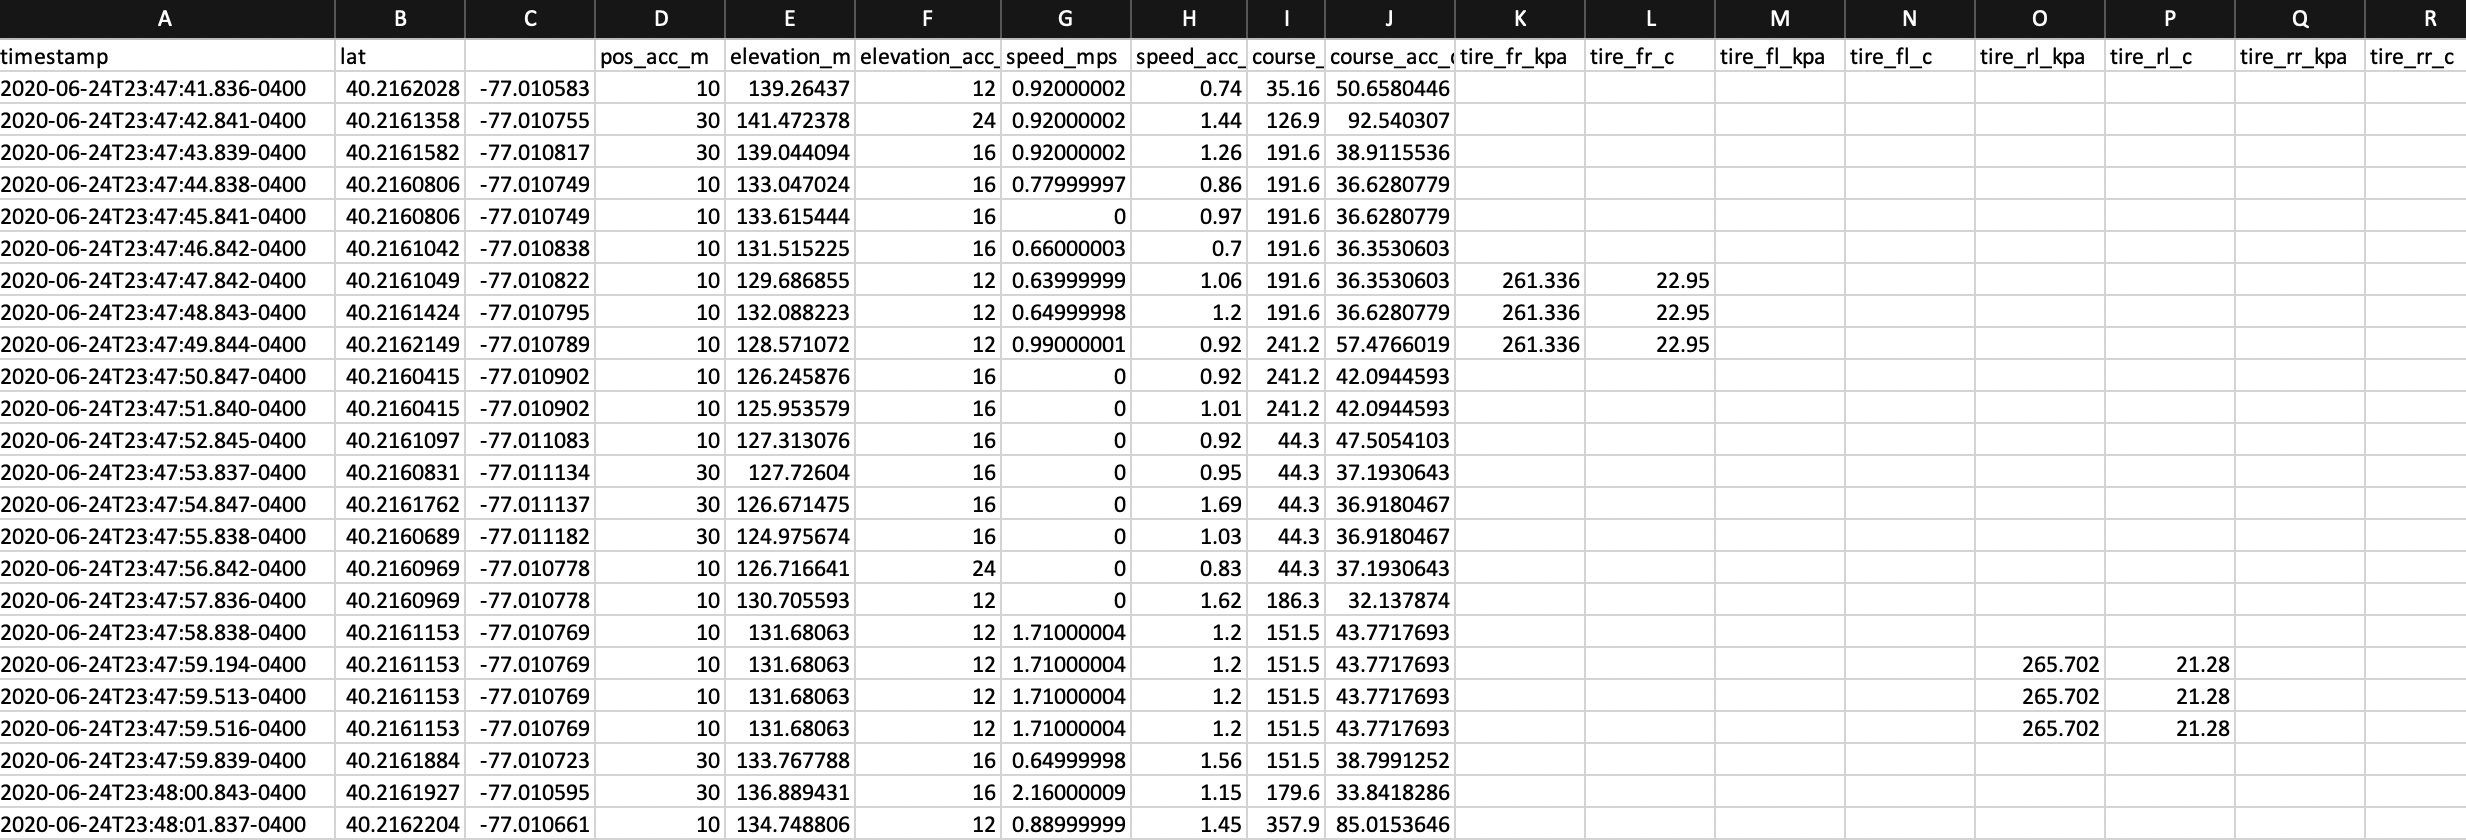 A B C D E F G H I J K L M N O P Q R
timestamp lat pos_acc_m elevation_m elevation_acc_ speed_mps speed_acc_ course_ course_acc_ tire_fr_kpa tire_fr_c tire_fl_kpa tire_fl_c tire_rl_kpa tire_rl_c tire_rr_kpa tire_rr_c
2020-06-24T23:47:41.836-0400 40.2162028 -77.010583 10 139.26437 12 0.92000002 0.74 35.16 50.6580446
2020-06-24T23:47:42.841-0400 40.2161358 -77.010755 30 141.472378 24 0.92000002 1.44 126.9 92.540307
2020-06-24T23:47:43.839-0400 40.2161582 -77.010817 30 139.044094 16 0.92000002 1.26 191.6 38.9115536
2020-06-24T23:47:44.838-0400 40.2160806 -77.010749 10 133.047024 16 0.77999997 0.86 191.6 36.6280779
2020-06-24T23:47:45.841-0400 40.2160806 -77.010749 10 133.615444 16 0 0.97 191.6 36.6280779
2020-06-24T23:47:46.842-0400 40.2161042 -77.010838 10 131.515225 16 0.66000003 0.7 191.6 36.3530603
2020-06-24T23:47:47.842-0400 40.2161049 -77.010822 10 129.686855 12 0.63999999 1.06 191.6 36.3530603 261.336 22.95
2020-06-24T23:47:48.843-0400 40.2161424 -77.010795 10 132.088223 12 0.64999998 1.2 191.6 36.6280779 261.336 22.95
2020-06-24T23:47:49.844-0400 40.2162149 -77.010789 10 128.571072 12 0.99000001 0.92 241.2 57.4766019 261.336 22.95
2020-06-24T23:47:50.847-0400 40.2160415 -77.010902 10 126.245876 16 0 0.92 241.2 42.0944593
2020-06-24T23:47:51.840-0400 40.2160415 -77.010902 10 125.953579 16 0 1.01 241.2 42.0944593
2020-06-24T23:47:52.845-0400 40.2161097 -77.011083 10 127.313076 16 0 0.92 44.3 47.5054103
2020-06-24T23:47:53.837-0400 40.2160831 -77.011134 30 127.72604 16 0 0.95 44.3 37.1930643
2020-06-24T23:47:54.847-0400 40.2161762 -77.011137 30 126.671475 16 0 1.69 44.3 36.9180467
2020-06-24T23:47:55.838-0400 40.2160689 -77.011182 30 124.975674 16 0 1.03 44.3 36.9180467
2020-06-24T23:47:56.842-0400 40.2160969 -77.010778 10 126.716641 24 0 0.83 44.3 37.1930643
2020-06-24T23:47:57.836-0400 40.2160969 -77.010778 10 130.705593 12 0 1.62 186.3 32.137874
2020-06-24T23:47:58.838-0400 40.2161153 -77.010769 10 131.68063 12 1.71000004 1.2 151.5 43.7717693
2020-06-24T23:47:59.194-0400 40.2161153 -77.010769 10 131.68063 12 1.71000004 1.2 151.5 43.7717693 265.702 21.28
2020-06-24T23:47:59.513-0400 40.2161153 -77.010769 10 131.68063 12 1.71000004 1.2 151.5 43.7717693 265.702 21.28
2020-06-24T23:47:59.516-0400 40.2161153 -77.010769 10 131.68063 12 1.71000004 1.2 151.5 43.7717693 265.702 21.28
2020-06-24T23:47:59.839-0400 40.2161884 -77.010723 30 133.767788 16 0.64999998 1.56 151.5 38.7991252
2020-06-24T23:48:00.843-0400 40.2161927 -77.010595 30 136.889431 16 2.16000009 1.15 179.6 33.8418286
2020-06-24T23:48:01.837-0400 40.2162204 -77.010661 10 134.748806 12 0.88999999 1.45 357.9 85.0153646